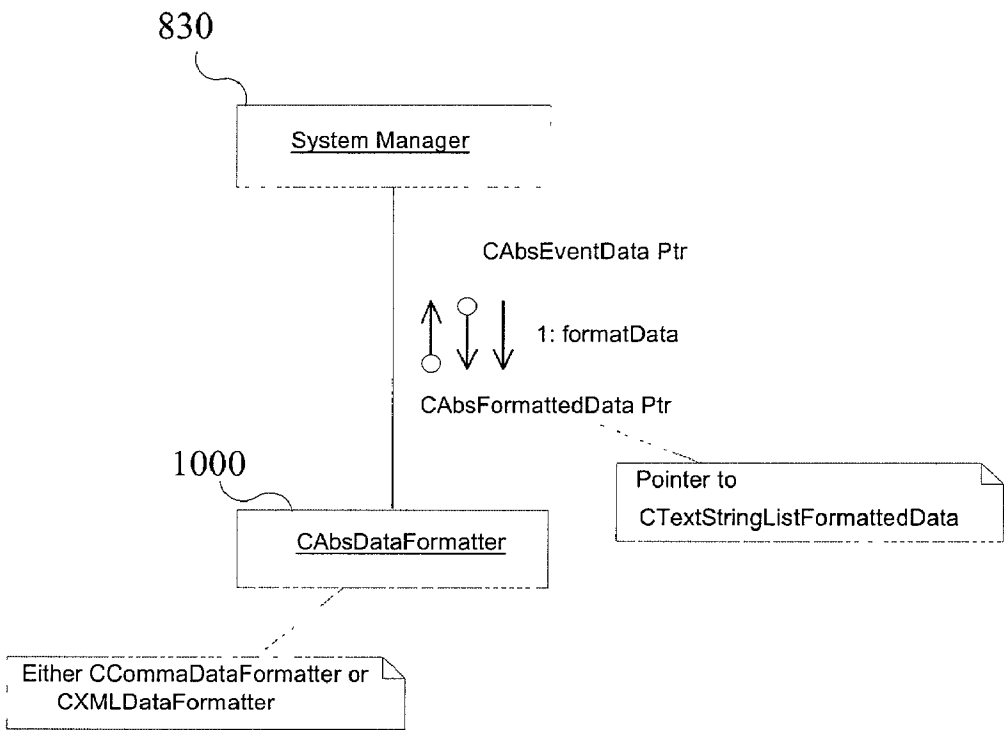 830
System Manager
CAbsEventData Ptr
1: formatData
CAbsFormattedData Ptr
1000
Pointer to
CTextStringListFormattedData
CAbsDataFormatter
Either CCommaDataFormatter or
CXMLDataFormatter